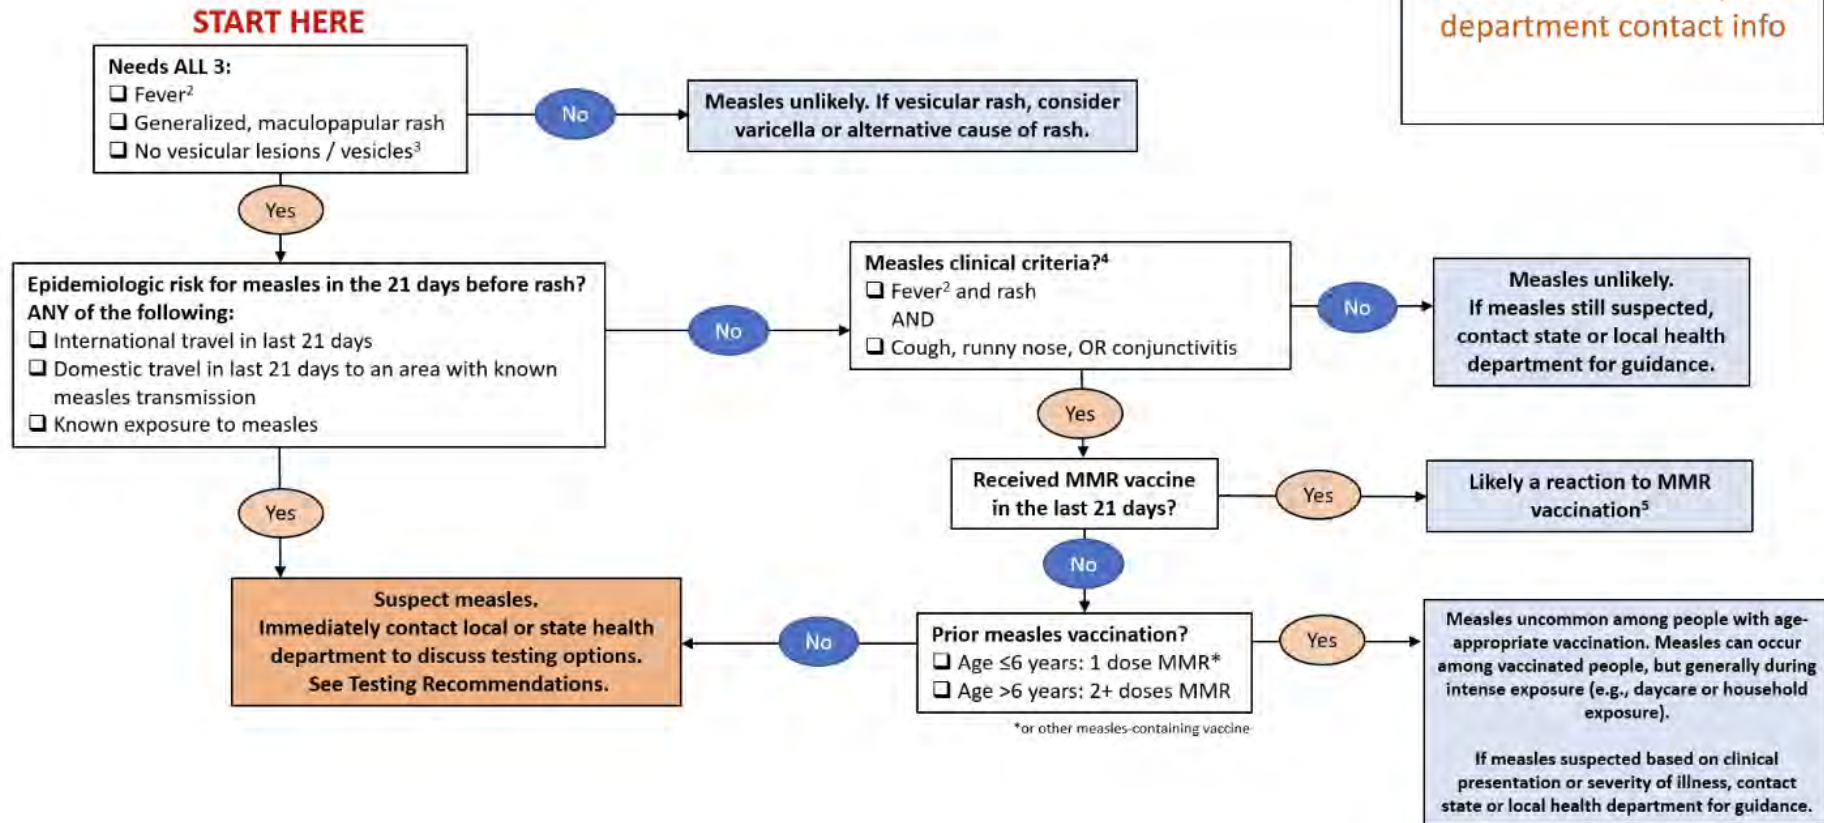 START HERE
department contact info
Needs ALL 3:
❑ Fever²
❑ Generalized, maculopapular rash
❑ No vesicular lesions / vesicles³
No
Measles unlikely. If vesicular rash, consider
varicella or alternative cause of rash.
Yes
Epidemiologic risk for measles in the 21 days before rash?
ANY of the following:
❑ International travel in last 21 days
❑ Domestic travel in last 21 days to an area with known
measles transmission
❑ Known exposure to measles
No
Measles clinical criteria?⁴
❑ Fever² and rash
AND
❑ Cough, runny nose, OR conjunctivitis
No
Measles unlikely.
If measles still suspected,
contact state or local health
department for guidance.
Yes
Received MMR vaccine
in the last 21 days?
Yes
Likely a reaction to MMR
vaccination⁵
Yes
No
Suspect measles.
Immediately contact local or state health
department to discuss testing options.
See Testing Recommendations.
No
Prior measles vaccination?
❑ Age ≤6 years: 1 dose MMR*
❑ Age >6 years: 2+ doses MMR
*or other measles-containing vaccine
Yes
Measles uncommon among people with age-
appropriate vaccination. Measles can occur
among vaccinated people, but generally during
intense exposure (e.g., daycare or household
exposure).
If measles suspected based on clinical
presentation or severity of illness, contact
state or local health department for guidance.